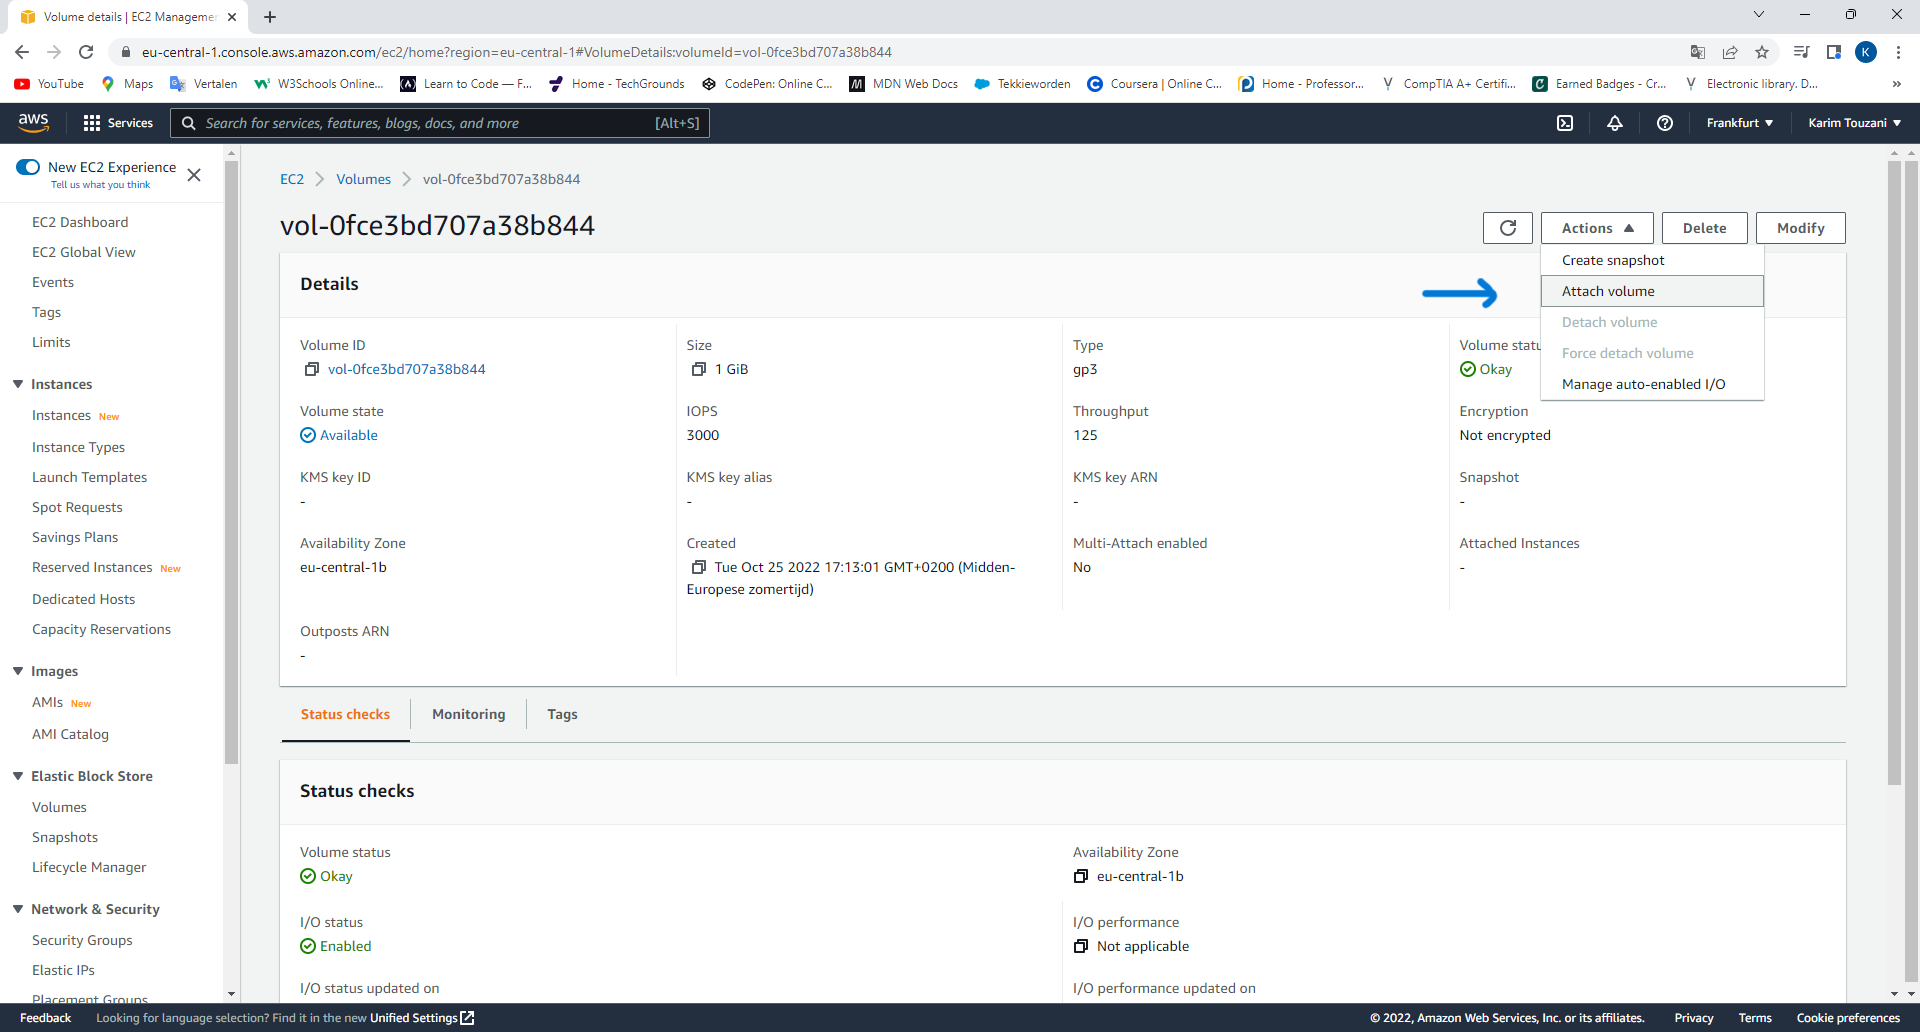 Volume details | EC2 Managemen
eu-central-1.console.aws.amazon.com/ec2/home?region=eu-central-1#VolumeDetails:volumeId=vol-0fce3bd707a38b844
K
YouTube Maps Vertalen W3Schools Online... Learn to Code — F... Home - TechGrounds CodePen: Online C... MDN Web Docs Tekkieworden Coursera | Online C... Home - Professor... CompTIA A+ Certifi... Earned Badges - Cr... Electronic library. D... »
aws Services Search for services, features, blogs, docs, and more [Alt+S] Frankfurt Karim Touzani
New EC2 Experience
Tell us what you think
EC2 Dashboard
EC2 Global View
Events
Tags
Limits
Instances
Instances New
Instance Types
Launch Templates
Spot Requests
Savings Plans
Reserved Instances New
Dedicated Hosts
Capacity Reservations
Images
AMIs New
AMI Catalog
Elastic Block Store
Volumes
Snapshots
Lifecycle Manager
Network & Security
Security Groups
Elastic IPs
Placement Groups
EC2 Volumes vol-0fce3bd707a38b844
vol-0fce3bd707a38b844
Actions Delete Modify
Create snapshot
Attach volume
Detach volume
Force detach volume
Manage auto-enabled I/O
Details
Volume ID
vol-0fce3bd707a38b844
Size
1 GiB
Type
gp3
Volume statu
Okay
Volume state
Available
IOPS
3000
Throughput
125
Encryption
Not encrypted
KMS key ID
-
KMS key alias
-
KMS key ARN
-
Snapshot
-
Availability Zone
eu-central-1b
Created
Tue Oct 25 2022 17:13:01 GMT+0200 (Midden-
Europese zomertijd)
Multi-Attach enabled
No
Attached Instances
-
Outposts ARN
-
Status checks Monitoring Tags
Status checks
Volume status
Okay
Availability Zone
eu-central-1b
I/O status
Enabled
I/O performance
Not applicable
I/O status updated on
I/O performance updated on
Feedback Looking for language selection? Find it in the new Unified Settings © 2022, Amazon Web Services, Inc. or its affiliates. Privacy Terms Cookie preferences